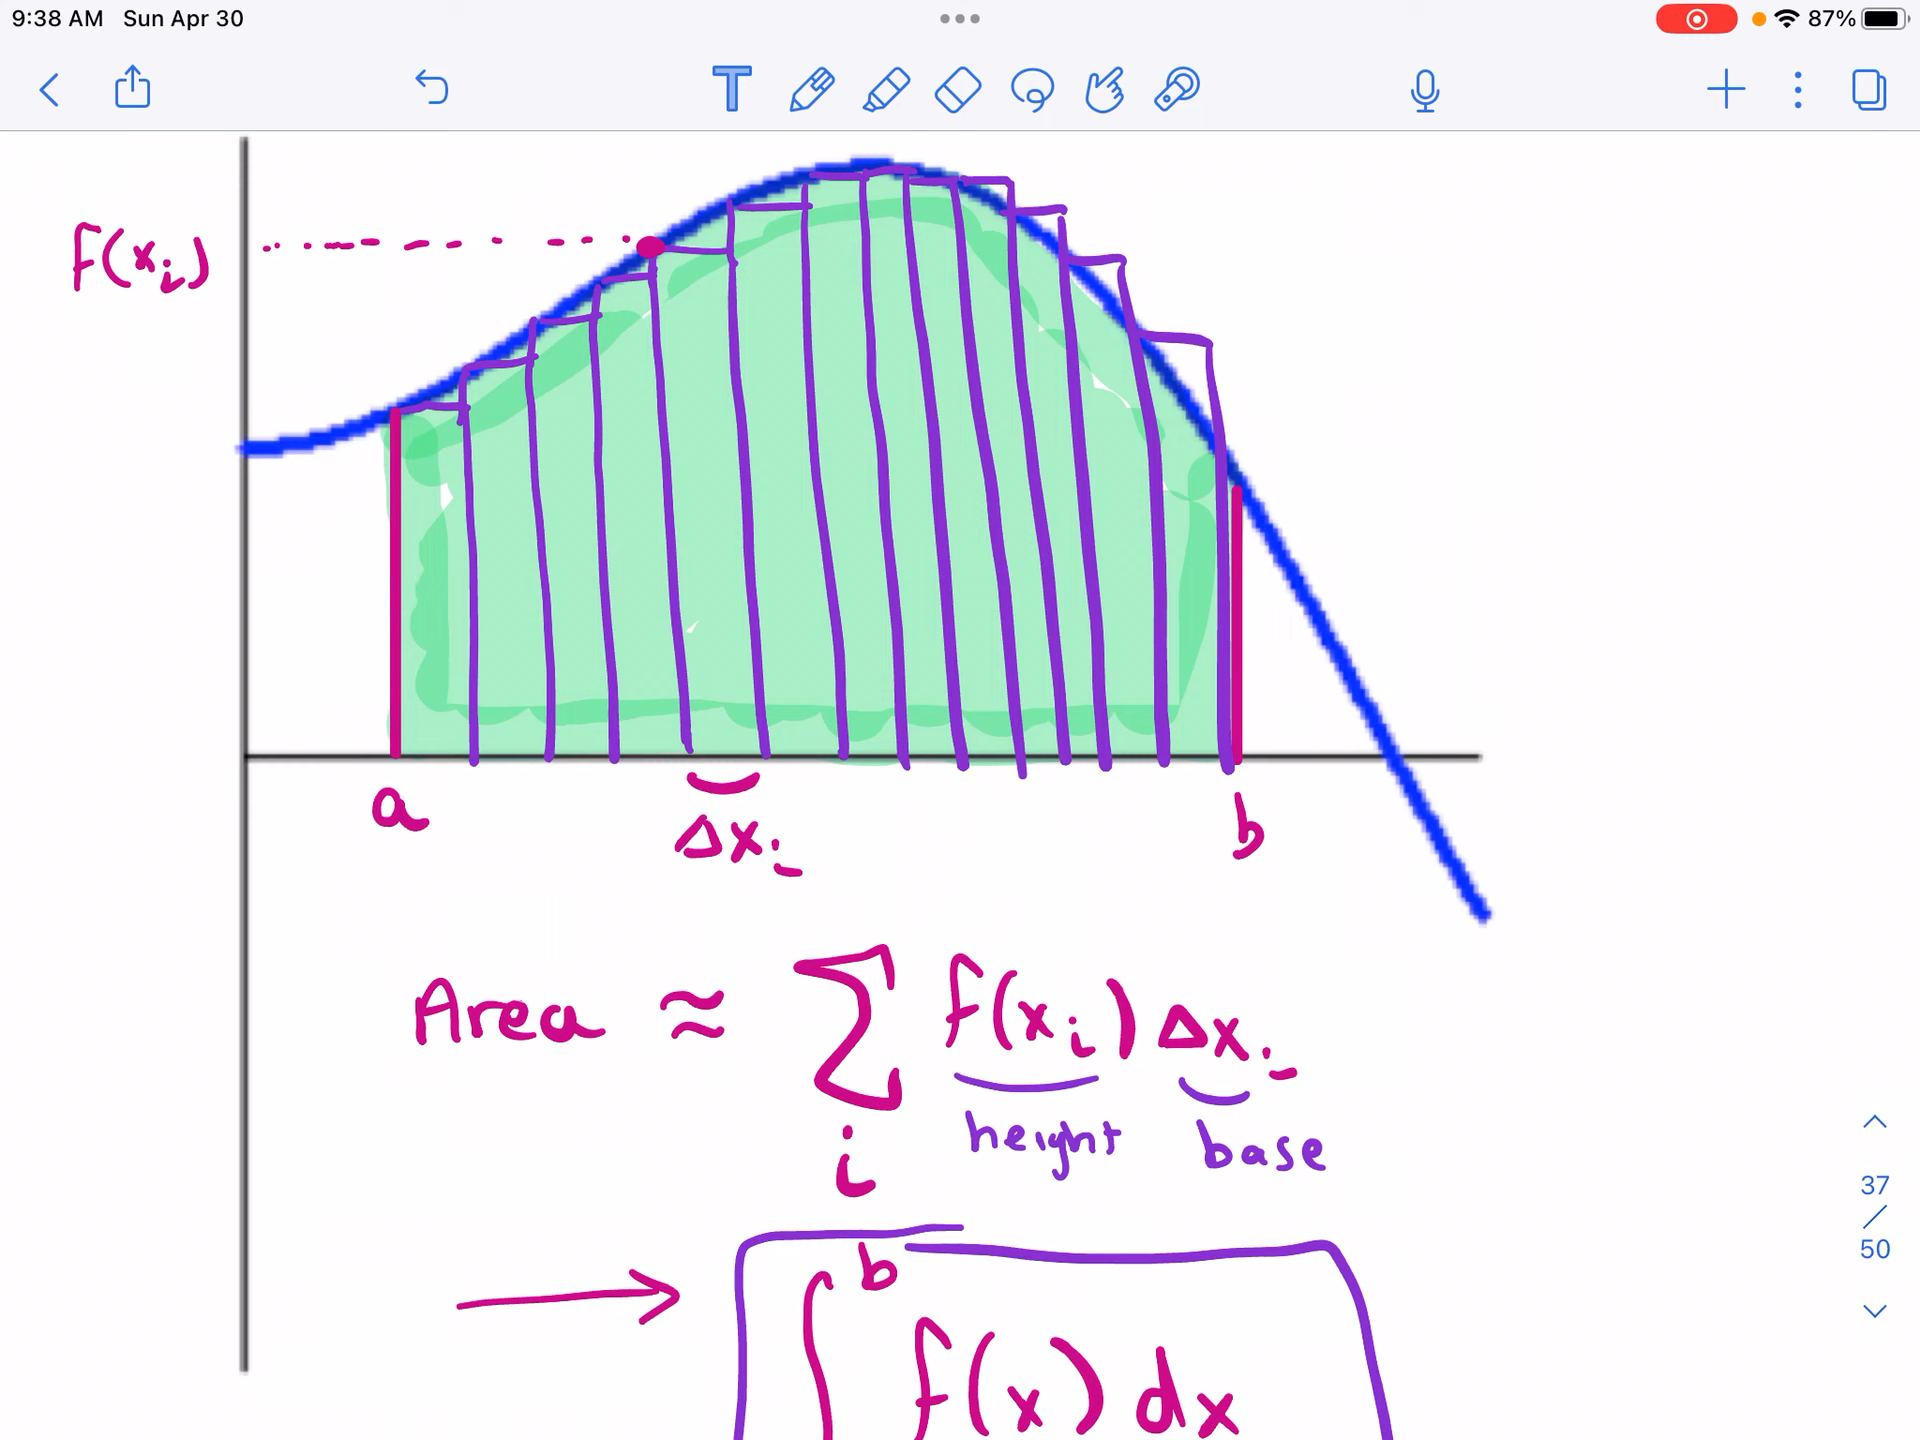 9:38 AM Sun Apr 30
87%
T
f(xᵢ)
a
Δxᵢ
b
Area ≈ ∑ f(xᵢ) Δxᵢ
i
height base
37
/
50
→ ∫ b f(x) dx